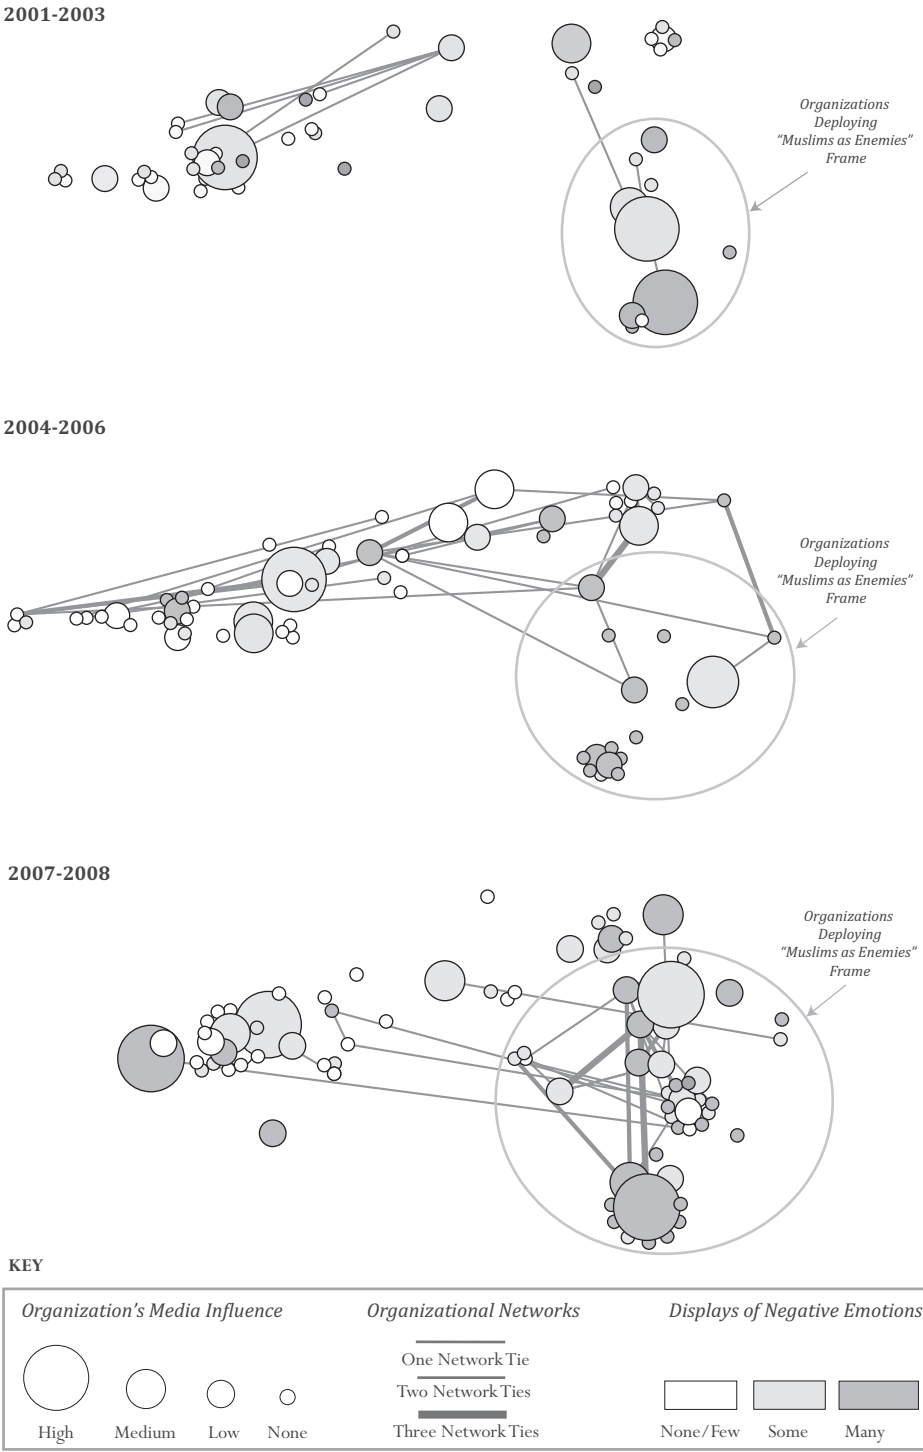 2001-2003
Organizations
Deploying
“Muslims as Enemies”
Frame
2004-2006
Organizations
Deploying
“Muslims as Enemies”
Frame
2007-2008
Organizations
Deploying
“Muslims as Enemies”
Frame
KEY
Organization’s Media Influence
Organizational Networks
Displays of Negative Emotions
One Network Tie
Two Network Ties
Three Network Ties
High Medium Low None
None/Few Some Many